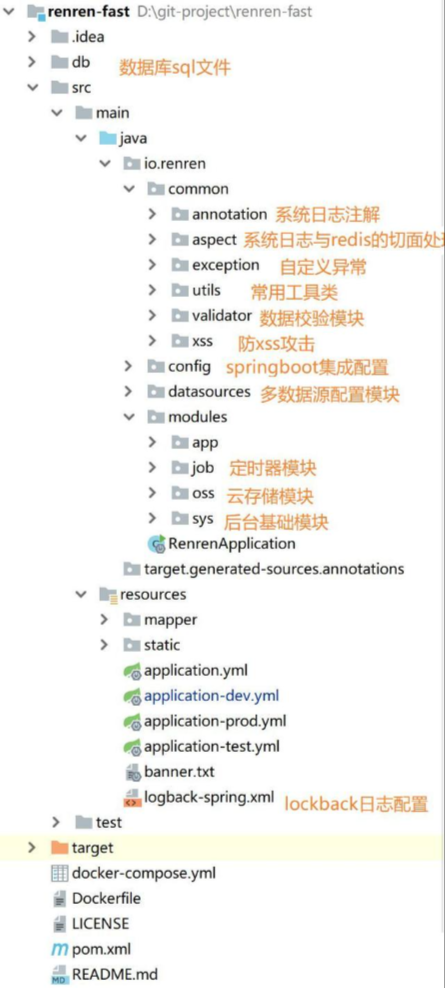 renren-fast D:\git-project\renren-fast
.idea
db 数据库sql文件
src
main
java
io.renren
common
annotation 系统日志注解
aspect 系统日志与redis的切面处理
exception 自定义异常
utils 常用工具类
validator 数据校验模块
xss 防xss攻击
config springboot集成配置
datasources 多数据源配置模块
modules
app
job 定时器模块
oss 云存储模块
sys 后台基础模块
RenrenApplication
target.generated-sources.annotations
resources
mapper
static
application.yml
application-dev.yml
application-prod.yml
application-test.yml
banner.txt
logback-spring.xml lockback日志配置
test
target
docker-compose.yml
Dockerfile
LICENSE
pom.xml
README.md